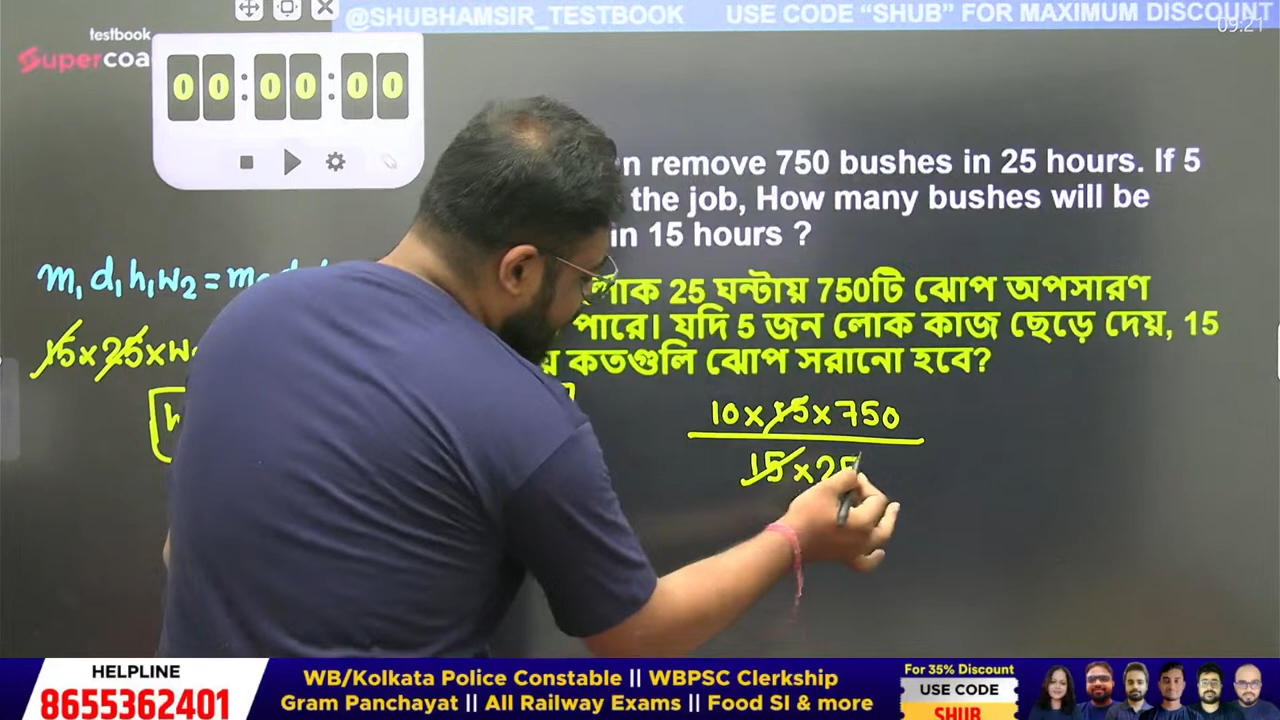 @SHUBHAMSIR_TESTBOOK USE CODE “SHUB” FOR MAXIMUM DISCOUNT
09:21
testbook
Supercoa
00:00:00
n remove 750 bushes in 25 hours. If 5
the job, How many bushes will be
in 15 hours ?
m₁ d₁ h₁ w₂ =
লোক 25 ঘন্টায় 750টি ঝোপ অপসারণ
পারে। যদি 5 জন লোক কাজ ছেড়ে দেয়, 15
কতগুলি ঝোপ সরানো হবে?
15 x 25 x w
10 x 15 x 750
15 x 25
HELPLINE
8655362401
WB/Kolkata Police Constable || WBPSC Clerkship
Gram Panchayat || All Railway Exams || Food SI & more
For 35% Discount
USE CODE
SHUB